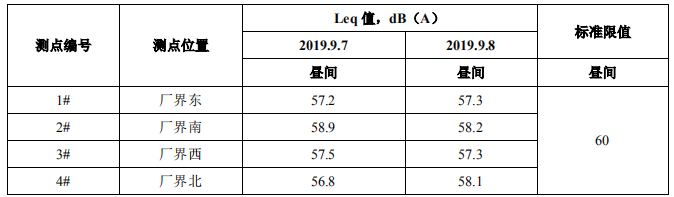 测点编号 测点位置 Leq 值，dB（A） 标准限值
2019.9.7 2019.9.8
昼间 昼间 昼间
1# 厂界东 57.2 57.3 60
2# 厂界南 58.9 58.2
3# 厂界西 57.5 57.3
4# 厂界北 56.8 58.1